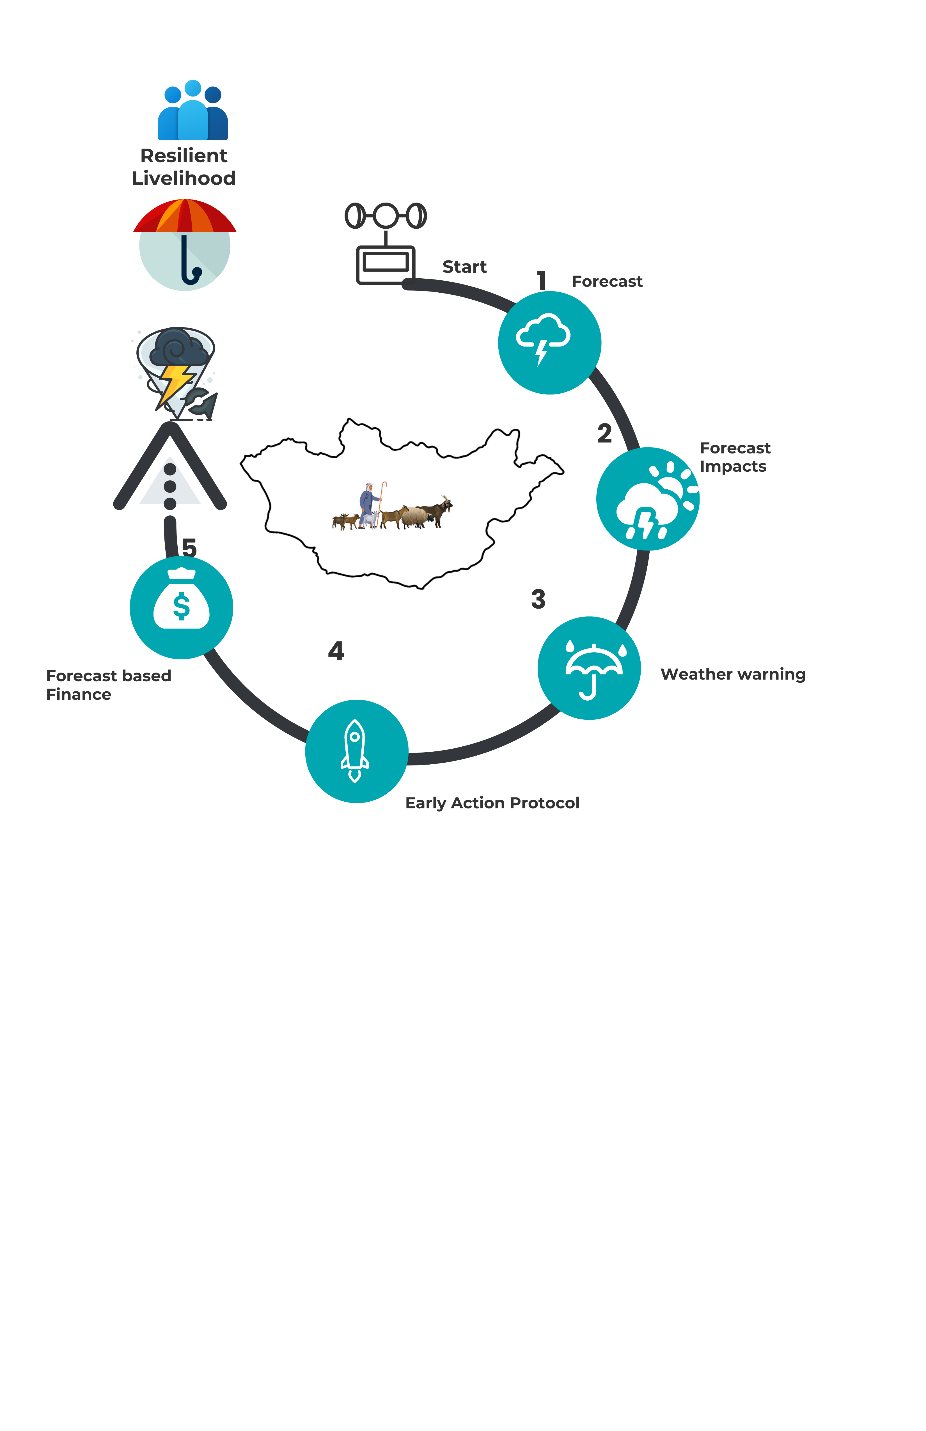 Resilient
Livelihood
Start
1
Forecast
2
Forecast
Impacts
3
Weather warning
4
Early Action Protocol
5
$
Forecast based
Finance